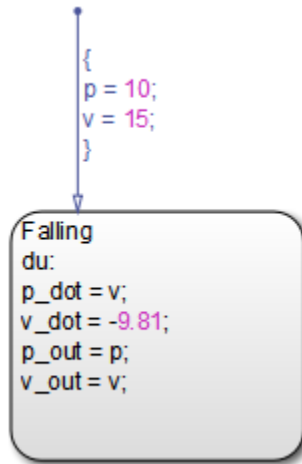 {
p = 10;
v = 15;
}
Falling
du:
p_dot = v;
v_dot = -9.81;
p_out = p;
v_out = v;